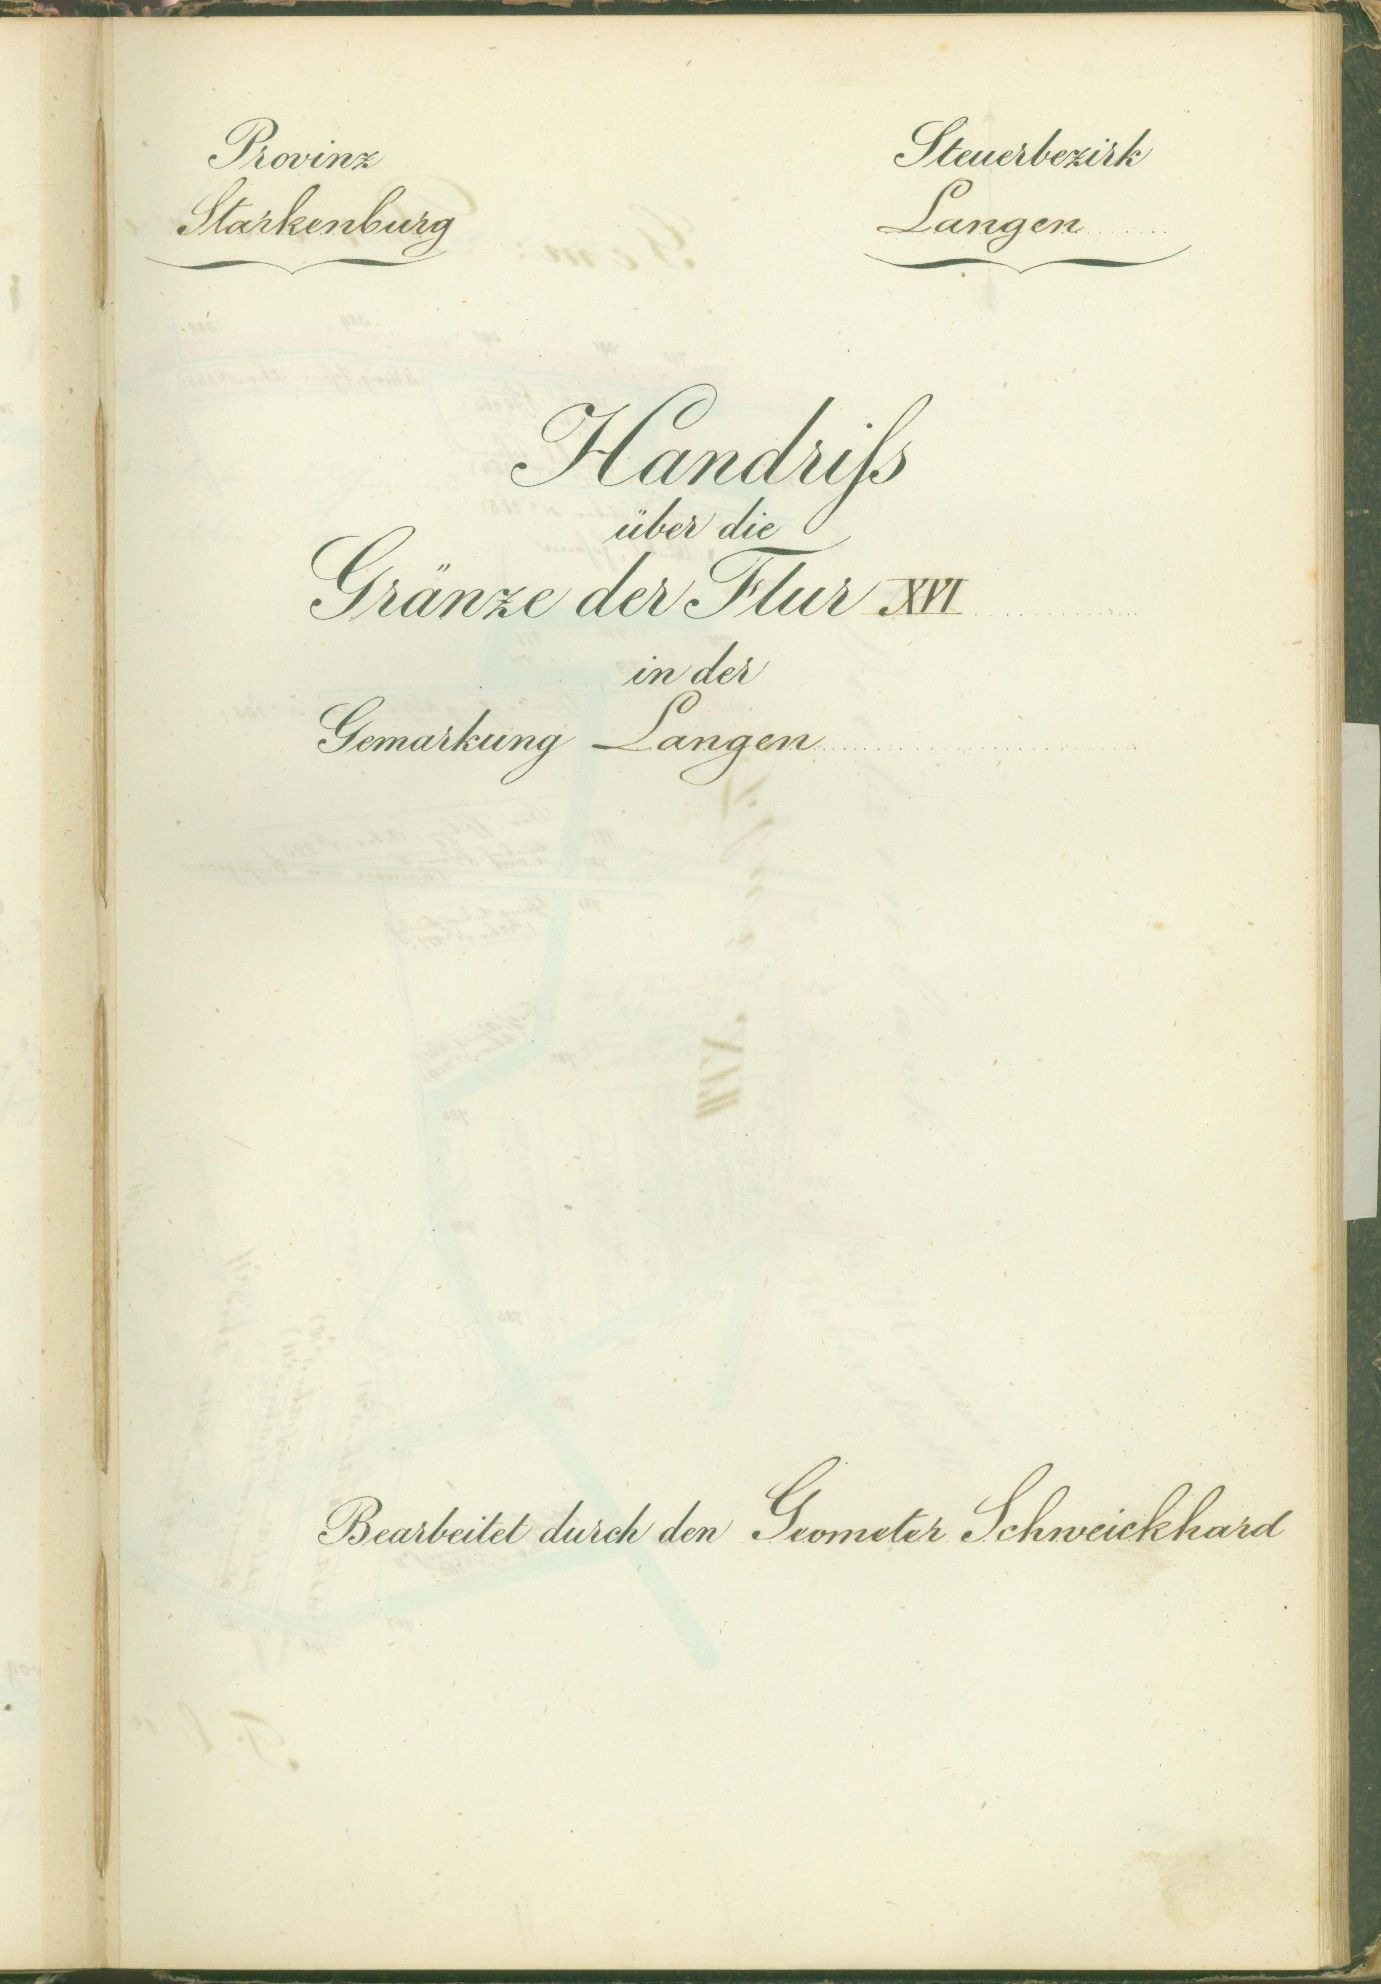 Provinz
Starkenburg
Steuerbezirk
Langen
Handriſs
über die
Gränze der Flur XVI
in der
Gemarkung Langen
Bearbeitet durch den Geometer Schweickhard